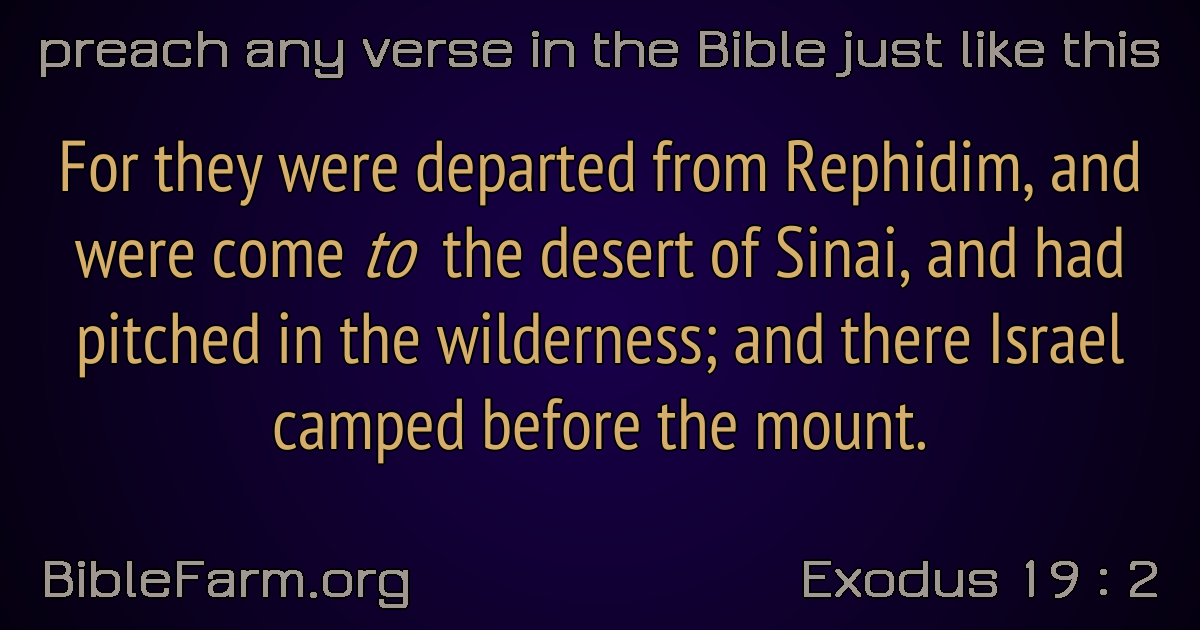 preach any verse in the Bible just like this
For they were departed from Rephidim, and
were come to the desert of Sinai, and had
pitched in the wilderness; and there Israel
camped before the mount.
BibleFarm.org
Exodus 19 : 2